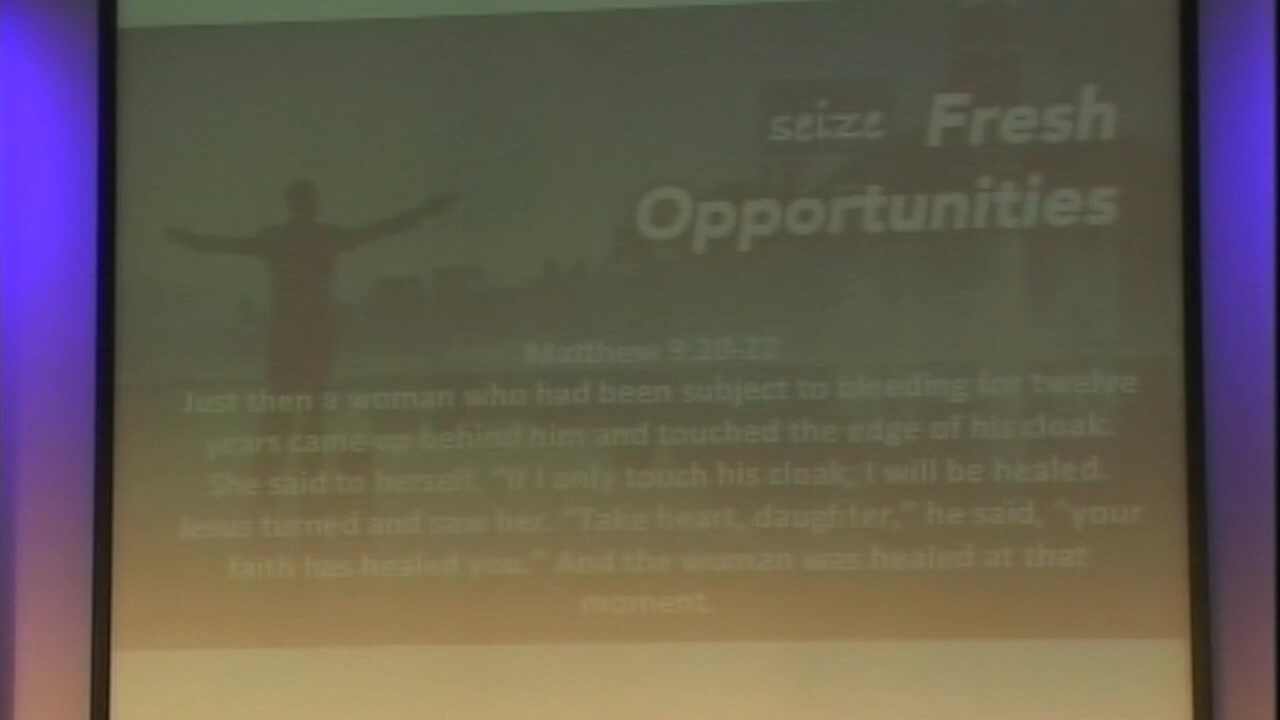 seize Fresh
Opportunities
Matthew 9:20-22
Just then a woman who had been subject to bleeding for twelve
years came up behind him and touched the edge of his cloak.
She said to herself, "If I only touch his cloak, I will be healed.
Jesus turned and saw her. "Take heart, daughter," he said, "your
faith has healed you." And the woman was healed at that
moment.